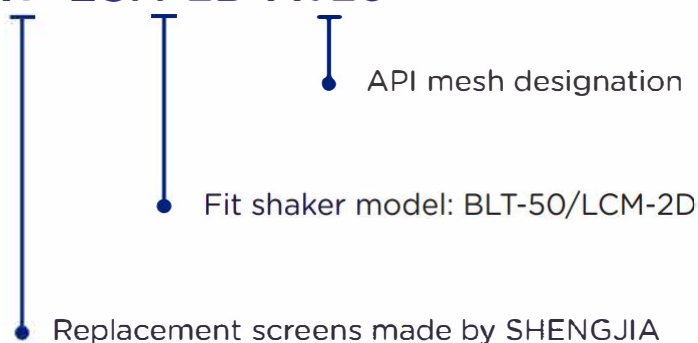 API mesh designation
Fit shaker model: BLT-50/LCM-2D
Replacement screens made by SHENGJIA